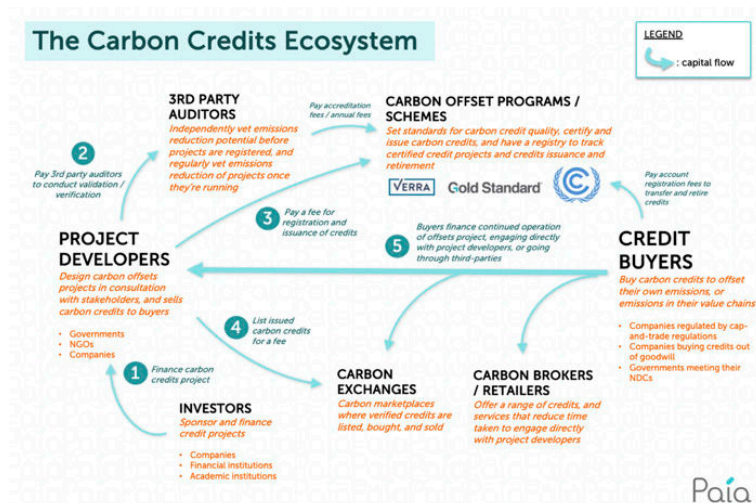 The Carbon Credits Ecosystem
LEGEND
: capital flow
3RD PARTY
AUDITORS
Independently vet emissions
reduction potential before
projects are registered, and
regularly vet emissions
reduction of projects once
they're running
Pay accreditation
fees / annual fees
CARBON OFFSET PROGRAMS /
SCHEMES
Set standards for carbon credit quality, certify and
issue carbon credits, and have a registry to track
certified credit projects and credits issuance and
retirement
VERRA
Gold Standard
2
Pay 3rd party auditors
to conduct validation /
verification
3
Pay a fee for
registration and
issuance of credits
Pay account
registration fees to
transfer and retire
credits
5
Buyers finance continued operation
of offsets project, engaging directly
with project developers, or going
through third-parties
PROJECT
DEVELOPERS
Design carbon offsets
projects in consultation
with stakeholders, and sells
carbon credits to buyers
• Governments
• NGOs
• Companies
CREDIT
BUYERS
Buy carbon credits to offset
their own emissions, or
emissions in their value chains
• Companies regulated by cap-
and-trade regulations
• Companies buying credits out of
goodwill
• Governments meeting their
NDCs
4
List issued
carbon credits
for a fee
1
Finance carbon
credits project
INVESTORS
Sponsor and finance
credit projects
• Companies
• Financial institutions
• Academic institutions
CARBON
EXCHANGES
Carbon marketplaces
where verified credits are
listed, bought, and sold
CARBON BROKERS
/ RETAILERS
Offer a range of credits, and
services that reduce time
taken to engage directly
with project developers
Paia